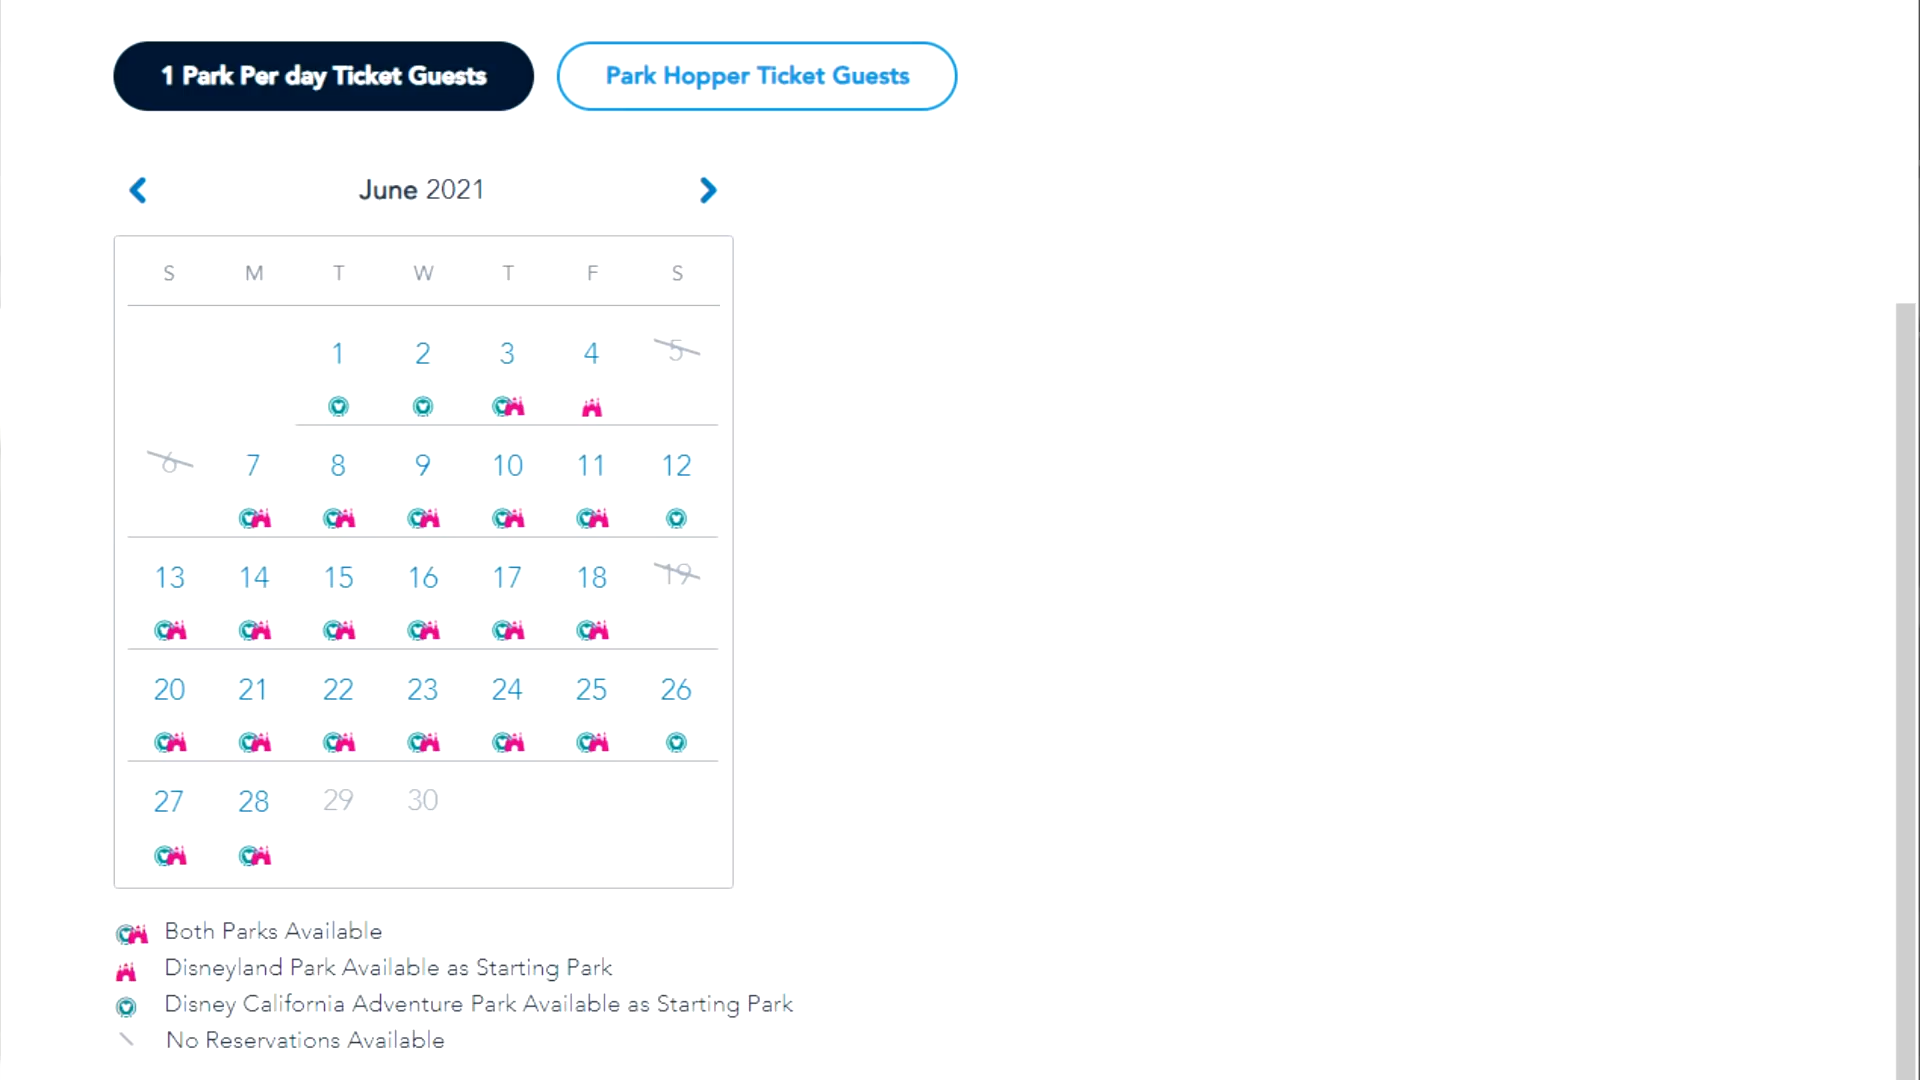 1 Park Per day Ticket Guests Park Hopper Ticket Guests
June 2021
S M T W T F S
1 2 3 4 5
6 7 8 9 10 11 12
13 14 15 16 17 18 19
20 21 22 23 24 25 26
27 28 29 30
Both Parks Available
Disneyland Park Available as Starting Park
Disney California Adventure Park Available as Starting Park
No Reservations Available